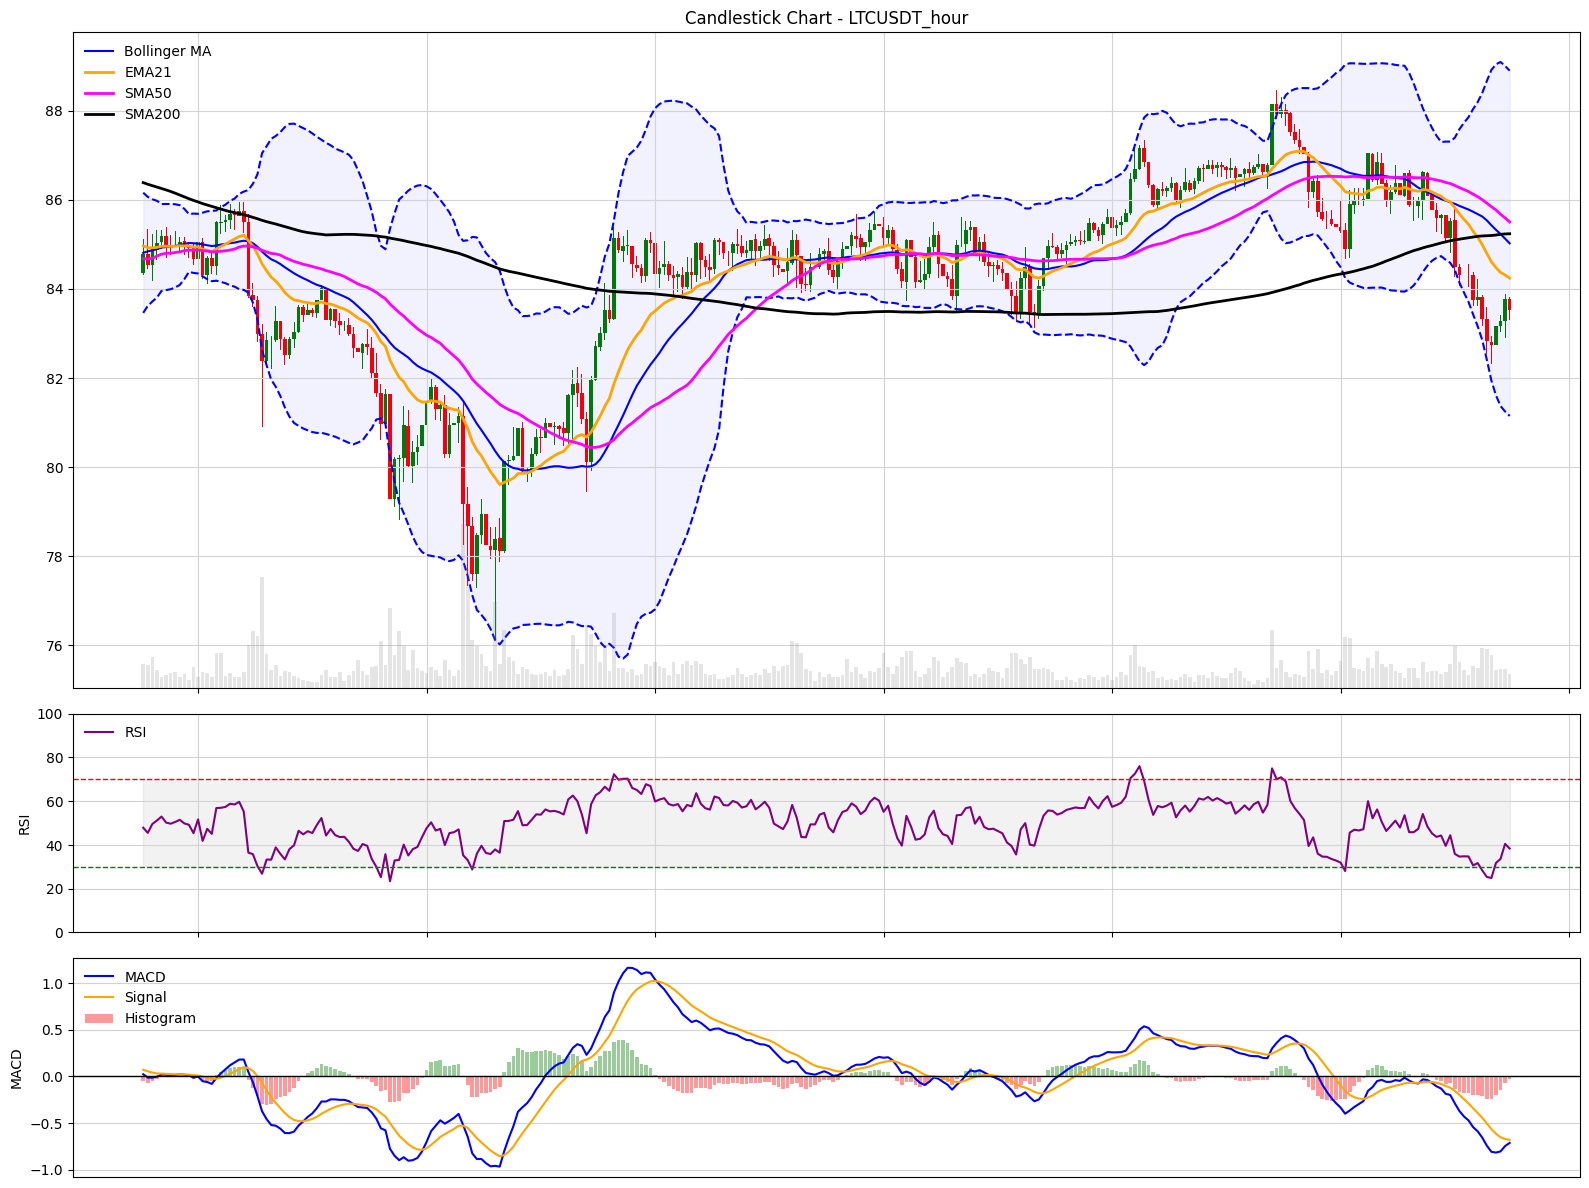 Candlestick Chart - LTCUSDT_hour
Bollinger MA
EMA21
SMA50
SMA200
88
86
84
82
80
78
76
RSI
100
80
60
40
20
0
RSI
MACD
Signal
Histogram
1.0
0.5
0.0
−0.5
−1.0
MACD